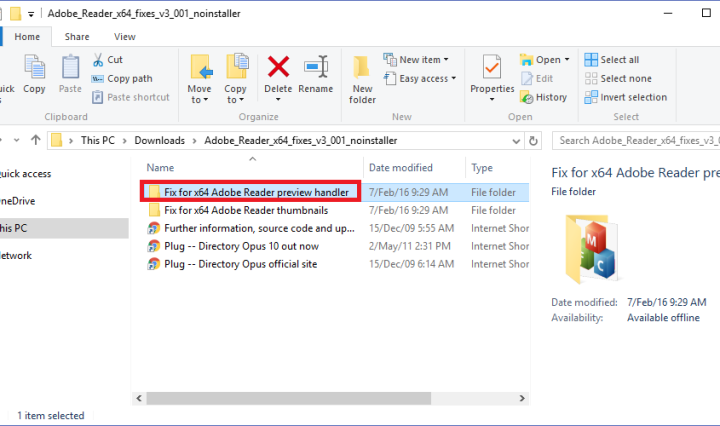 Adobe_Reader_x64_fixes_v3_001_noinstaller
Home Share View
Copy
Paste
Cut
Copy path
Paste shortcut
Clipboard
Move to
Copy to
Delete
Rename
Organize
New folder
New item
Easy access
New
Properties
Open
Edit
History
Open
Select all
Select none
Invert selection
Select
This PC > Downloads > Adobe_Reader_x64_fixes_v3_001_noinstaller
Search Adobe_Reader_x64_fixes_v3_
uick access
OneDrive
his PC
etwork
Name Date modified Type
Fix for x64 Adobe Reader preview handler 7/Feb/16 9:29 AM File folder
Fix for x64 Adobe Reader thumbnails 7/Feb/16 9:29 AM File folder
Further information, source code and up... 15/Dec/09 5:55 AM Internet Shor
Plug -- Directory Opus 10 out now 2/May/11 2:31 PM Internet Shor
Plug -- Directory Opus official site 15/Dec/09 6:14 AM Internet Shor
Fix for x64 Adobe Reader pre
File folder
M
F C
Date modified: 7/Feb/16 9:29 AM
Availability: Available offline
1 item selected